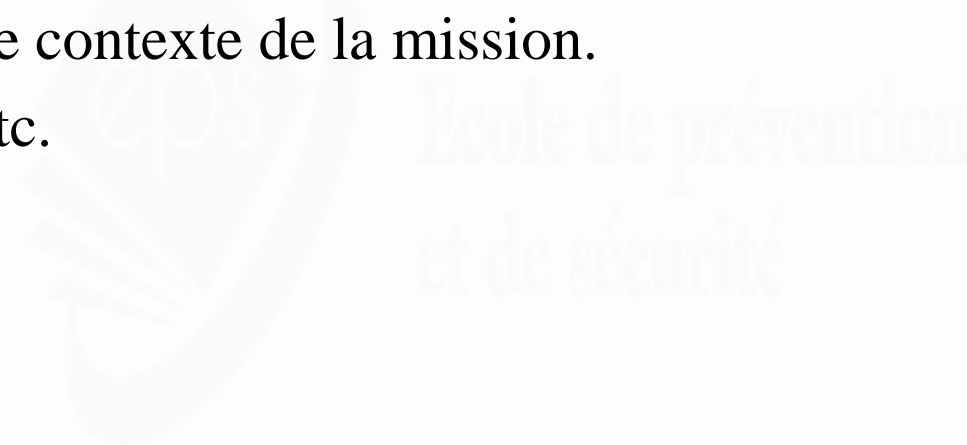 e contexte de la mission.
tc.
eps
Ecole de prévention
et de sécurité